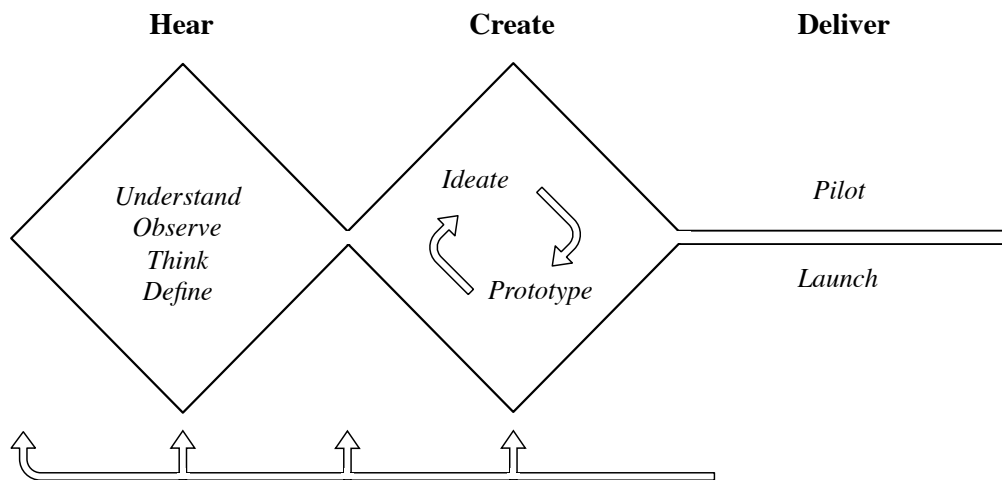 Hear
Create
Deliver
Understand
Observe
Think
Define
Ideate
Prototype
Pilot
Launch